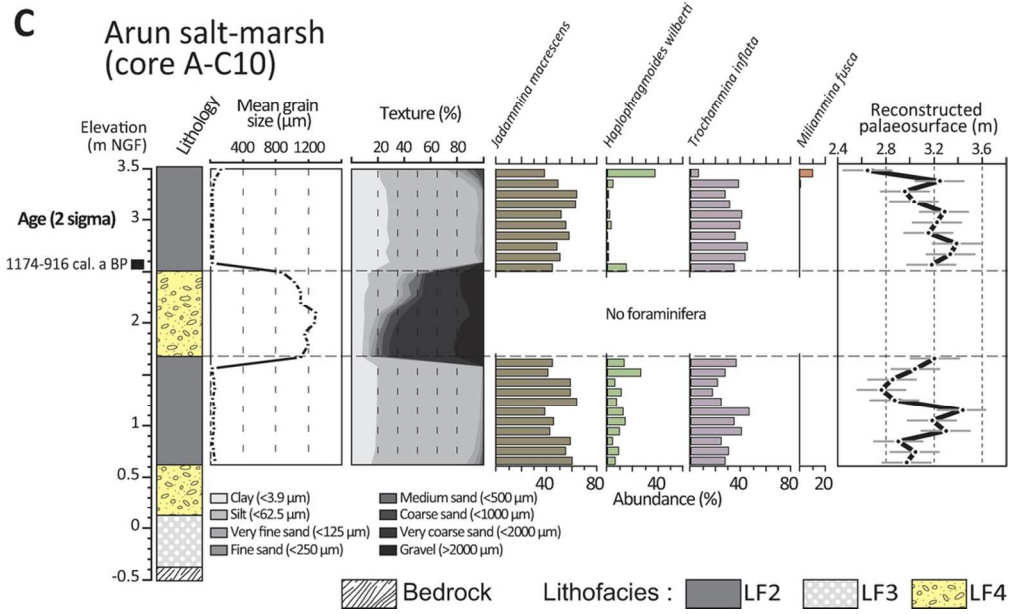 C
Arun salt-marsh
(core A-C10)
Elevation
(m NGF)
Lithology
Mean grain
size (µm)
400 800 1200
Texture (%)
20 40 60 80
Jadammina macrescens
Haplophragmoides wilberti
Trochammina inflata
Miliammina fusca
Reconstructed
palaeosurface (m)
2.4 2.8 3.2 3.6
3.5
Age (2 sigma)
3
1174-916 cal. a BP
2
No foraminifera
1
0.5
0
-0.5
40 80 40 40 80 20
Abundance (%)
Clay (<3.9 µm)
Silt (<62.5 µm)
Very fine sand (<125 µm)
Fine sand (<250 µm)
Medium sand (<500 µm)
Coarse sand (<1000 µm)
Very coarse sand (<2000 µm)
Gravel (>2000 µm)
Bedrock
Lithofacies :
LF2
LF3
LF4